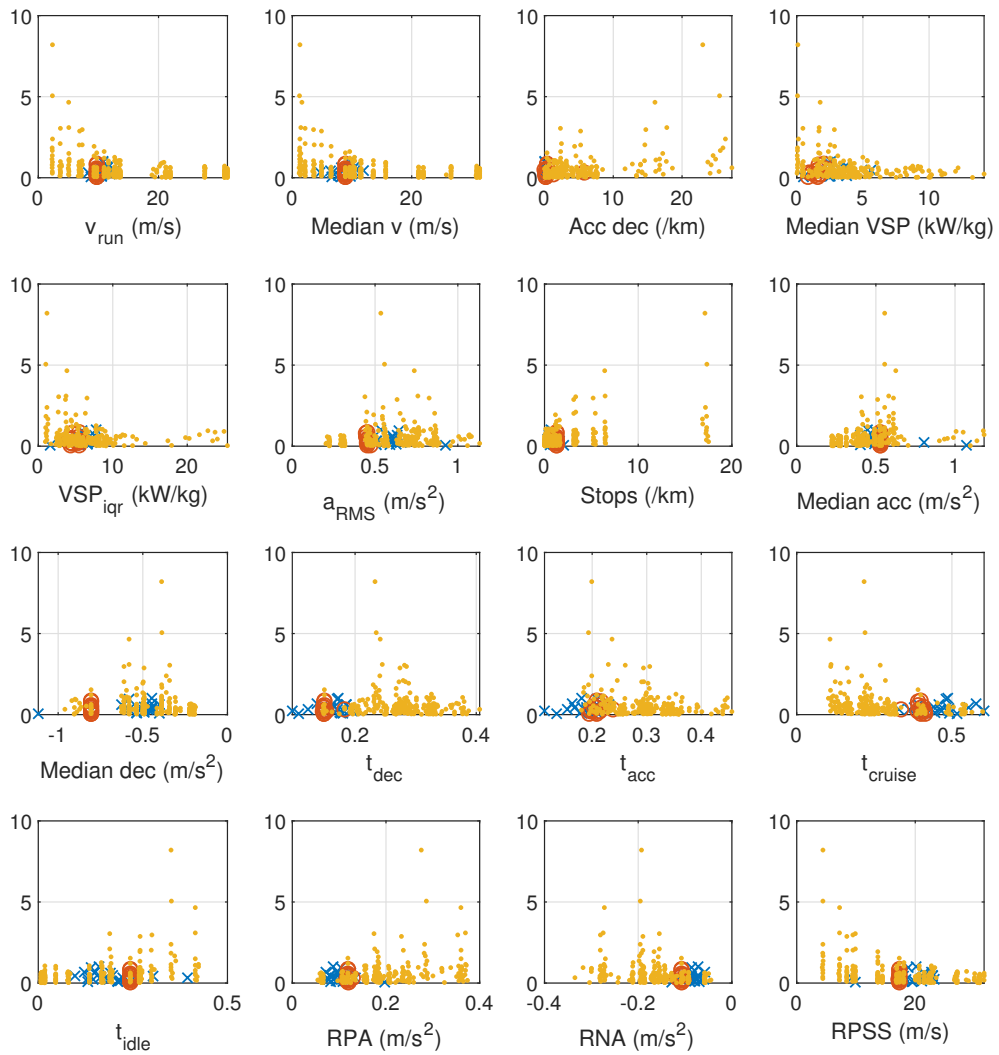 10 10 10 10
5 5 5 5
0 0 0 0
0 20 0 20 0 10 20 0 5 10
v_run (m/s) Median v (m/s) Acc dec (/km) Median VSP (kW/kg)
10 10 10 10
5 5 5 5
0 0 0 0
0 10 20 0 0.5 1 0 10 20 0 0.5 1
VSP_iqr (kW/kg) a_RMS (m/s^2) Stops (/km) Median acc (m/s^2)
10 10 10 10
5 5 5 5
0 0 0 0
-1 -0.5 0 0.2 0.4 0.2 0.4 0 0.5
Median dec (m/s^2) t_dec t_acc t_cruise
10 10 10 10
5 5 5 5
0 0 0 0
0 0.5 0 0.2 0.4 -0.4 -0.2 0 0 20
t_idle RPA (m/s^2) RNA (m/s^2) RPSS (m/s)